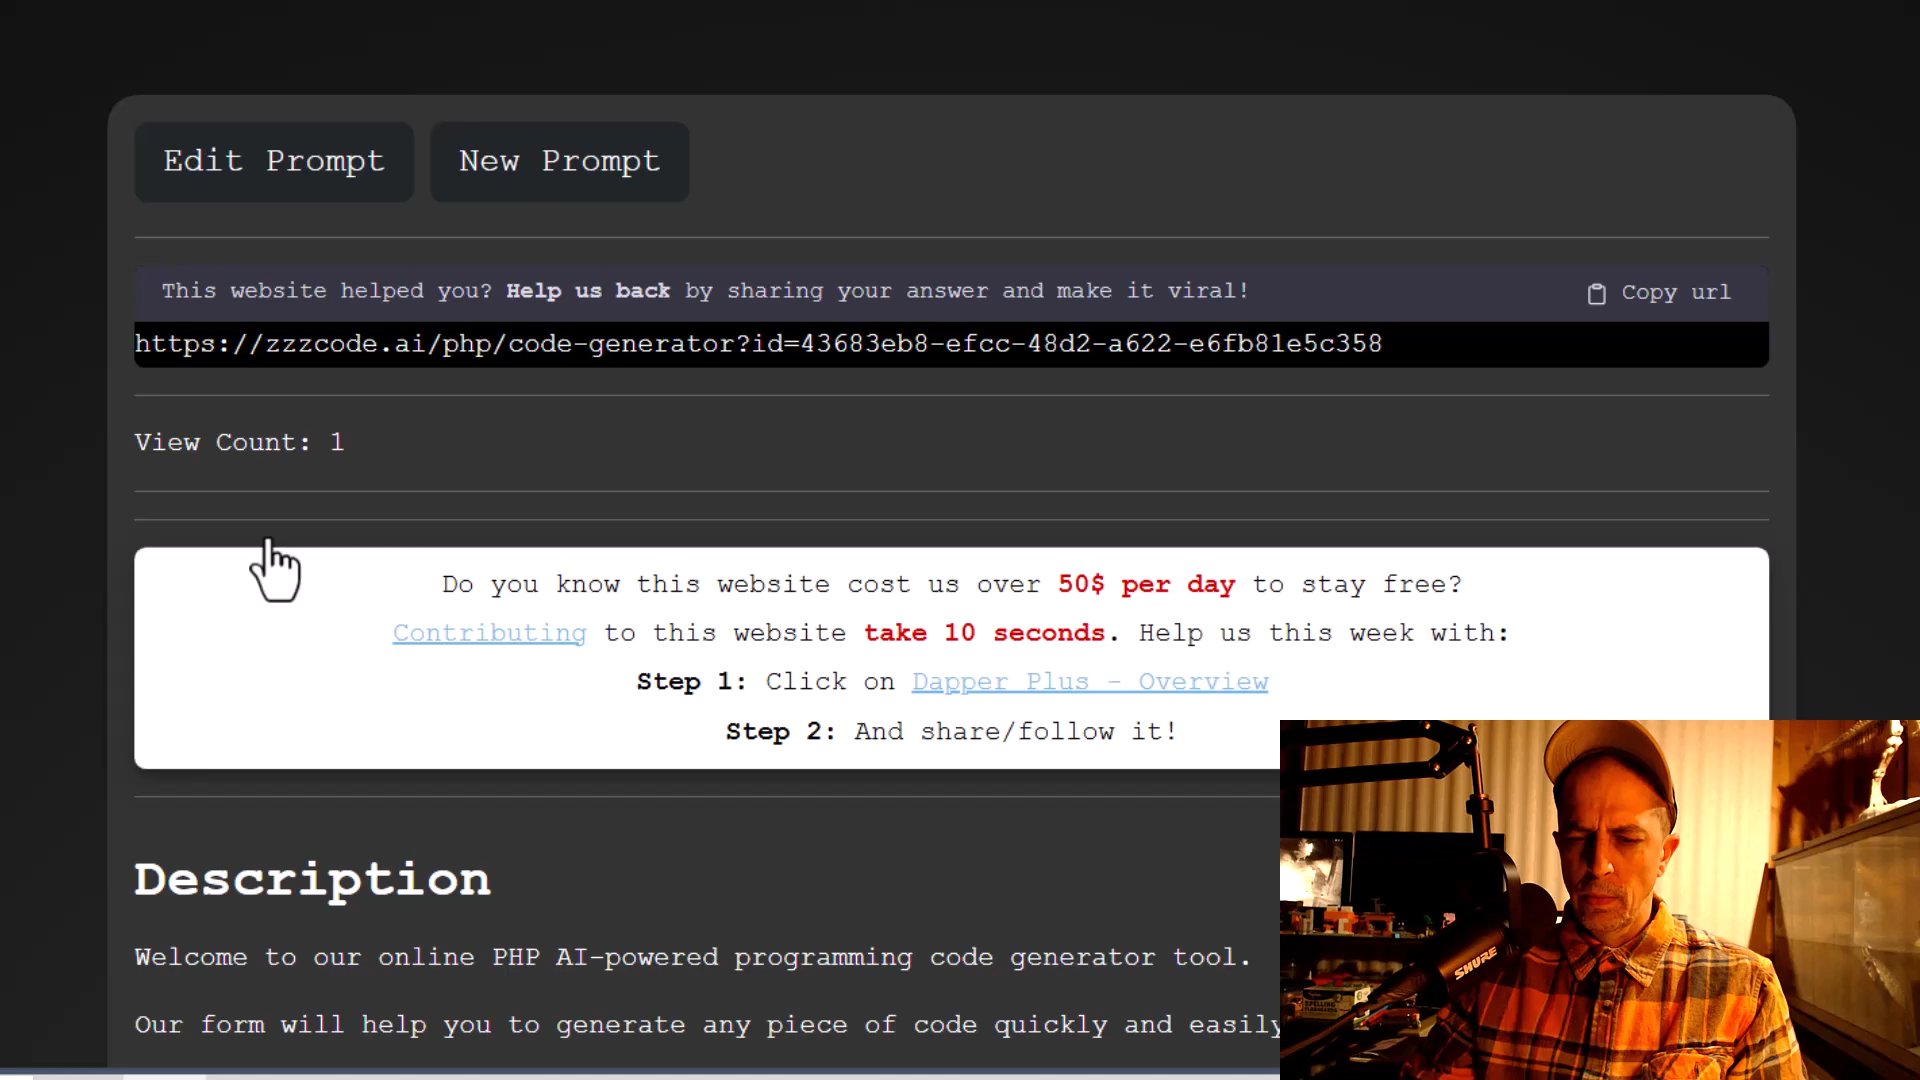 Edit Prompt New Prompt
This website helped you? Help us back by sharing your answer and make it viral! Copy url
https://zzzcode.ai/php/code-generator?id=43683eb8-efcc-48d2-a622-e6fb81e5c358
View Count: 1
Do you know this website cost us over 50$ per day to stay free?
Contributing to this website take 10 seconds. Help us this week with:
Step 1: Click on Dapper Plus - Overview
Step 2: And share/follow it!
Description
Welcome to our online PHP AI-powered programming code generator tool.
Our form will help you to generate any piece of code quickly and easily
SHURE
SPELLING